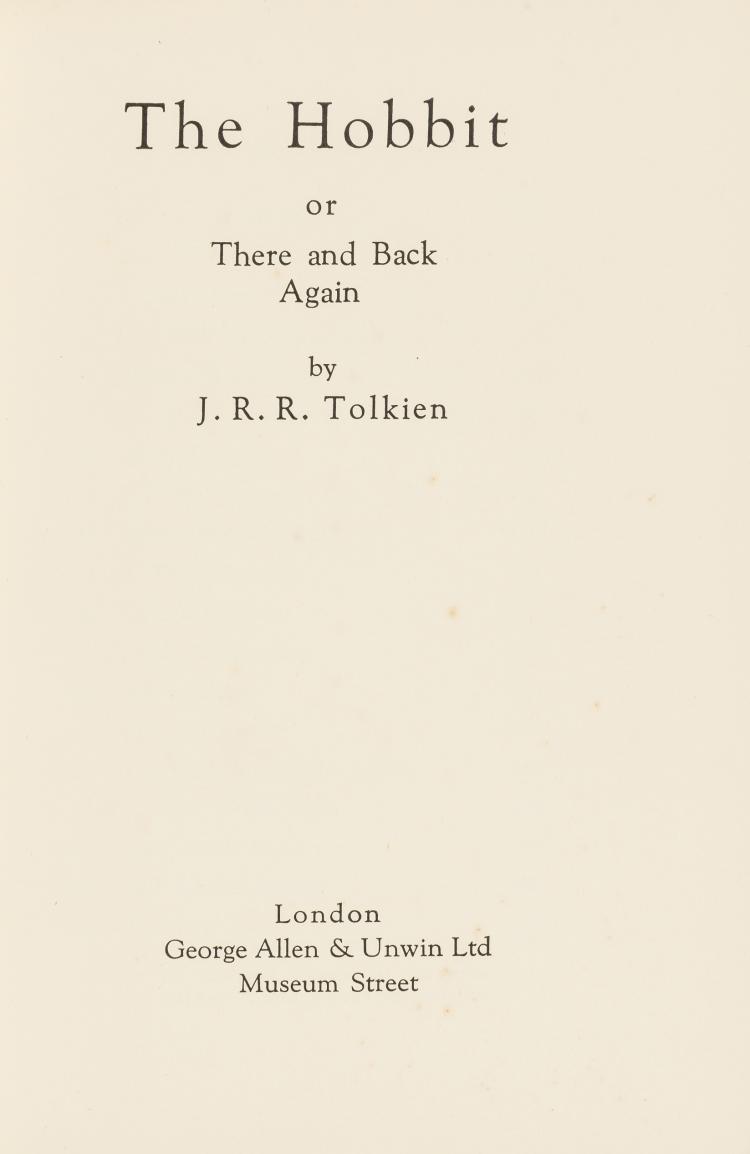 The Hobbit
or
There and Back
Again
by
J. R. R. Tolkien
London
George Allen & Unwin Ltd
Museum Street